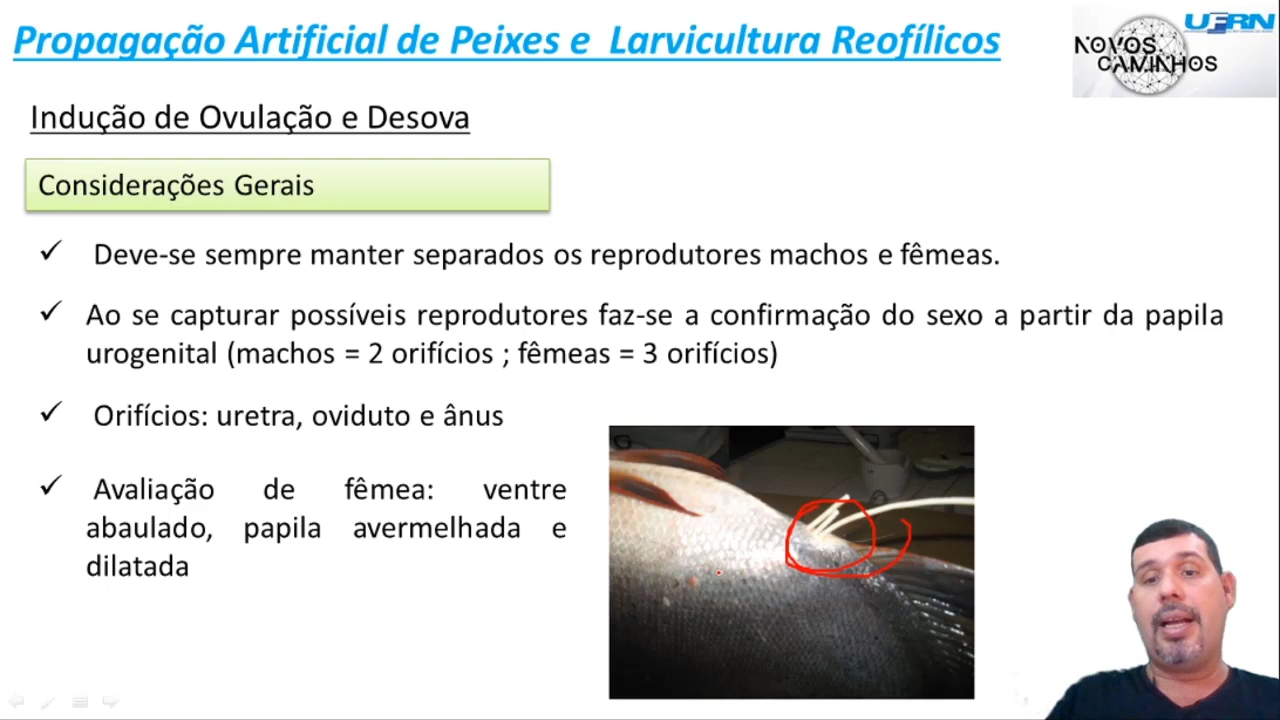 Propagação Artificial de Peixes e Larvicultura Reofílicos
UFRN
NOVOS
CAMINHOS
Indução de Ovulação e Desova
Considerações Gerais
✓ Deve-se sempre manter separados os reprodutores machos e fêmeas.
✓ Ao se capturar possíveis reprodutores faz-se a confirmação do sexo a partir da papila
urogenital (machos = 2 orifícios ; fêmeas = 3 orifícios)
✓ Orifícios: uretra, oviduto e ânus
✓ Avaliação de fêmea: ventre
abaulado, papila avermelhada e
dilatada